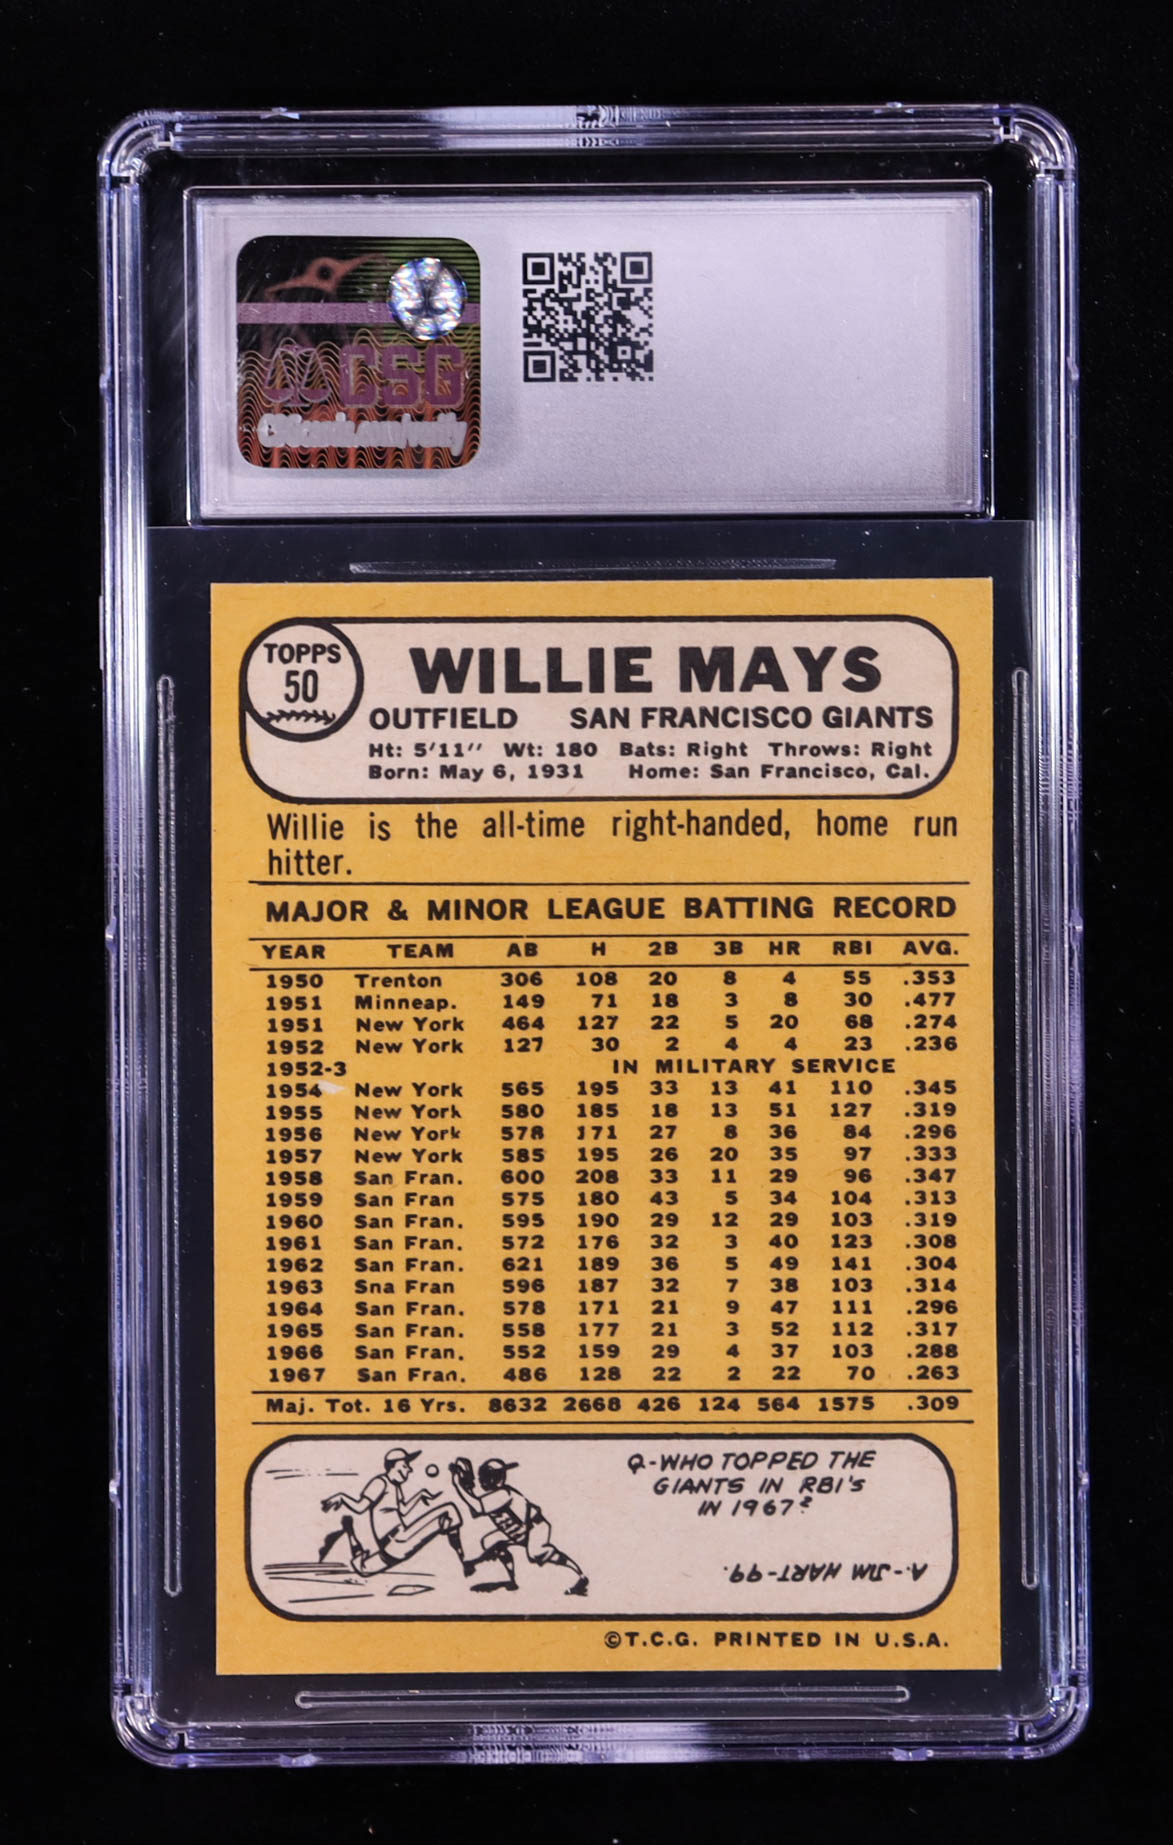 CSG
TOPPS
50
WILLIE MAYS
OUTFIELD SAN FRANCISCO GIANTS
Ht: 5'11" Wt: 180 Bats: Right Throws: Right
Born: May 6, 1931 Home: San Francisco, Cal.
Willie is the all-time right-handed, home run
hitter.
MAJOR & MINOR LEAGUE BATTING RECORD
YEAR TEAM AB H 2B 3B HR RBI AVG.
1950 Trenton 306 108 20 8 4 55 .353
1951 Minneap. 149 71 18 3 8 30 .477
1951 New York 464 127 22 5 20 68 .274
1952 New York 127 30 2 4 4 23 .236
1952-3 IN MILITARY SERVICE
1954 New York 565 195 33 13 41 110 .345
1955 New York 580 185 18 13 51 127 .319
1956 New York 578 171 27 8 36 84 .296
1957 New York 585 195 26 20 35 97 .333
1958 San Fran. 600 208 33 11 29 96 .347
1959 San Fran 575 180 43 5 34 104 .313
1960 San Fran. 595 190 29 12 29 103 .319
1961 San Fran. 572 176 32 3 40 123 .308
1962 San Fran. 621 189 36 5 49 141 .304
1963 Sna Fran 596 187 32 7 38 103 .314
1964 San Fran. 578 171 21 9 47 111 .296
1965 San Fran. 558 177 21 3 52 112 .317
1966 San Fran. 552 159 29 4 37 103 .288
1967 San Fran. 486 128 22 2 22 70 .263
Maj. Tot. 16 Yrs. 8632 2668 426 124 564 1575 .309
Q-WHO TOPPED THE
GIANTS IN RBI'S
IN 1967?
A.-JIM HART-99.
©T.C.G. PRINTED IN U.S.A.